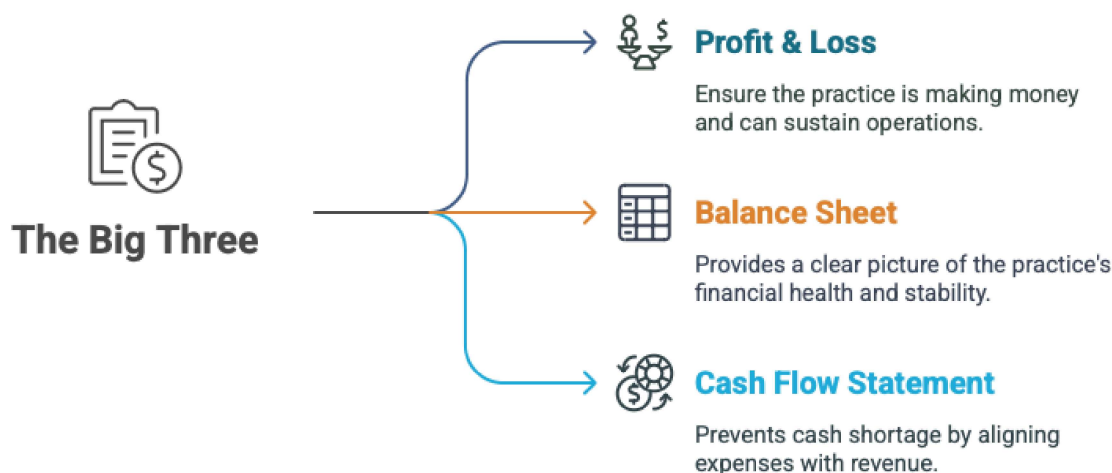 The Big Three
Profit & Loss
Ensure the practice is making money
and can sustain operations.
Balance Sheet
Provides a clear picture of the practice's
financial health and stability.
Cash Flow Statement
Prevents cash shortage by aligning
expenses with revenue.